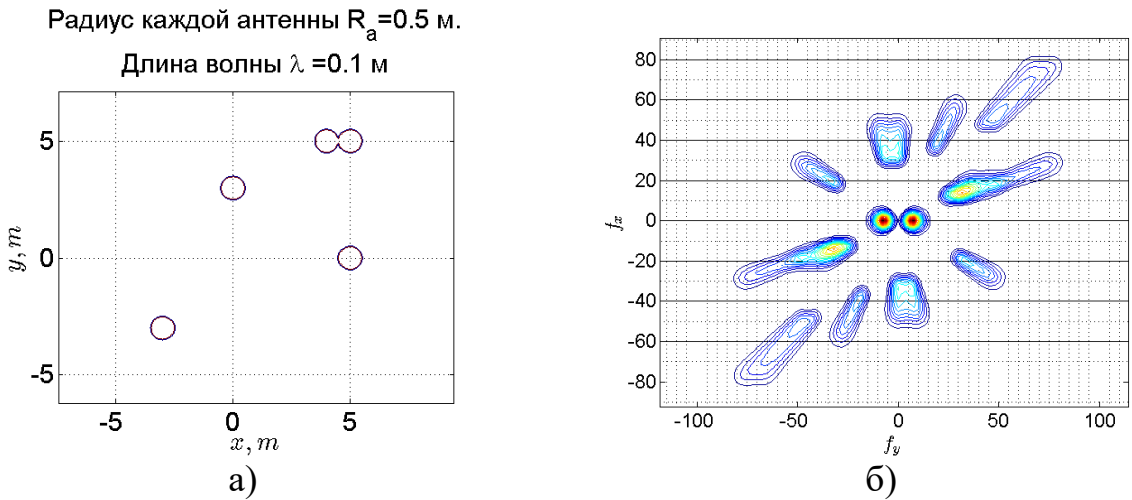 Радиус каждой антенны R_a=0.5 м.
Длина волны λ =0.1 м
5
0
-5
y, m
-5 0 5
x, m
а)
80
60
40
20
0
-20
-40
-60
-80
f_x
-100 -50 0 50 100
f_y
б)